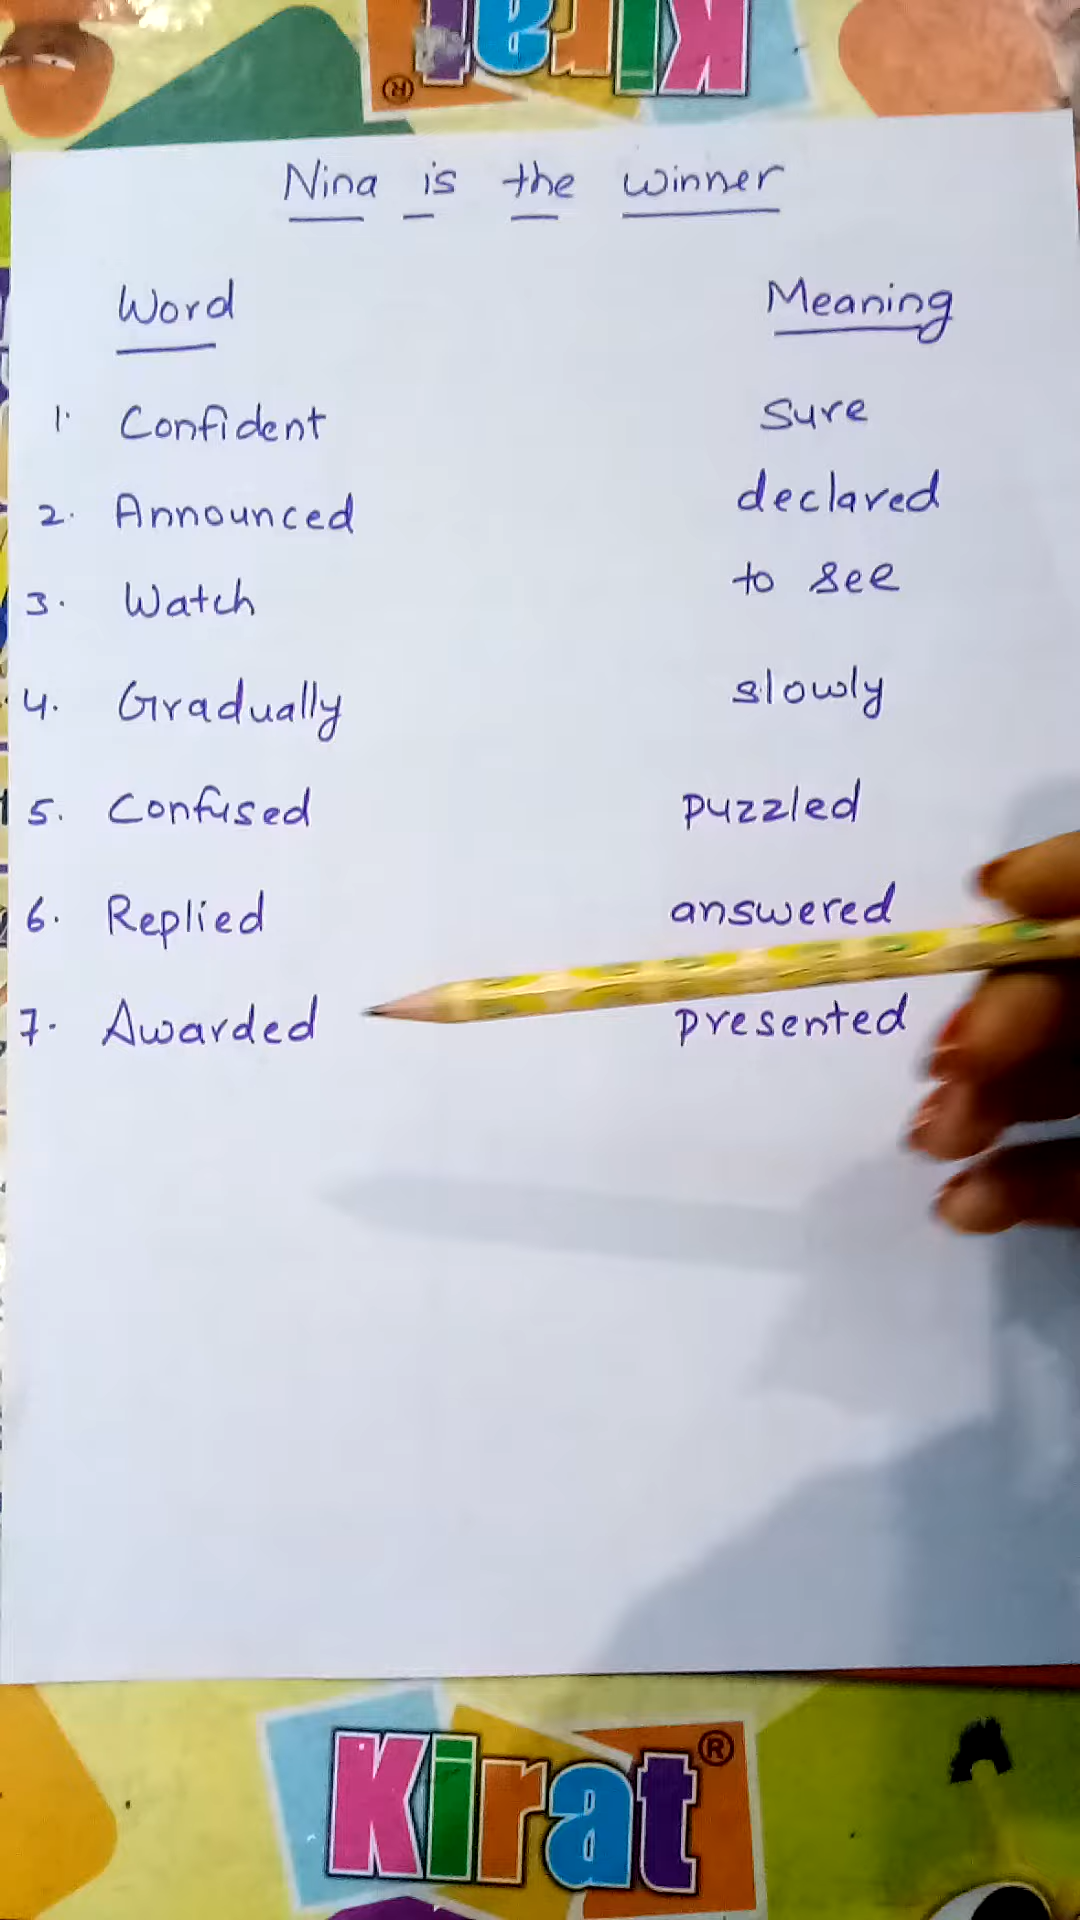 Kirat ®
Nina is the winner
Word Meaning
1. Confident sure
2. Announced declared
3. Watch to see
4. Gradually slowly
5. Confused puzzled
6. Replied answered
7. Awarded presented
Kirat ®